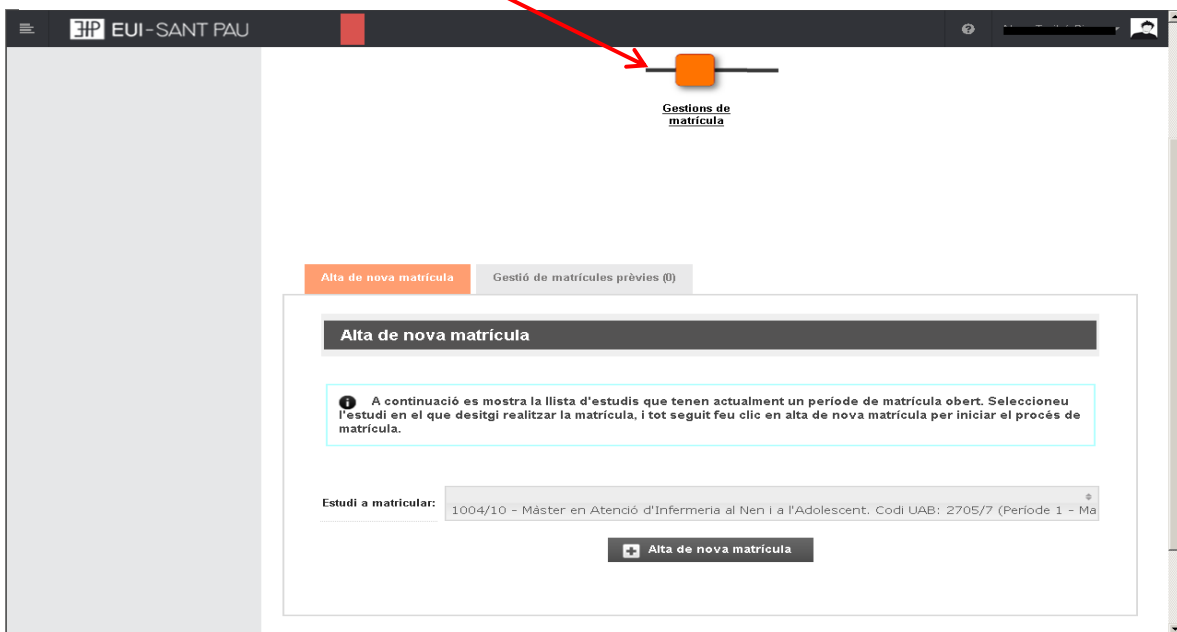 EUI-SANT PAU
Gestions de
matrícula
Alta de nova matrícula
Gestió de matrícules prèvies (0)
Alta de nova matrícula
A continuació es mostra la llista d'estudis que tenen actualment un període de matrícula obert. Seleccioneu
l'estudi en el que desitgi realitzar la matrícula, i tot seguit feu clic en alta de nova matrícula per iniciar el procés de
matrícula.
Estudi a matricular:
1004/10 - Máster en Atenció d'Infermeria al Nen i a l'Adolescent. Codi UAB: 2705/7 (Període 1 - Ma
Alta de nova matrícula